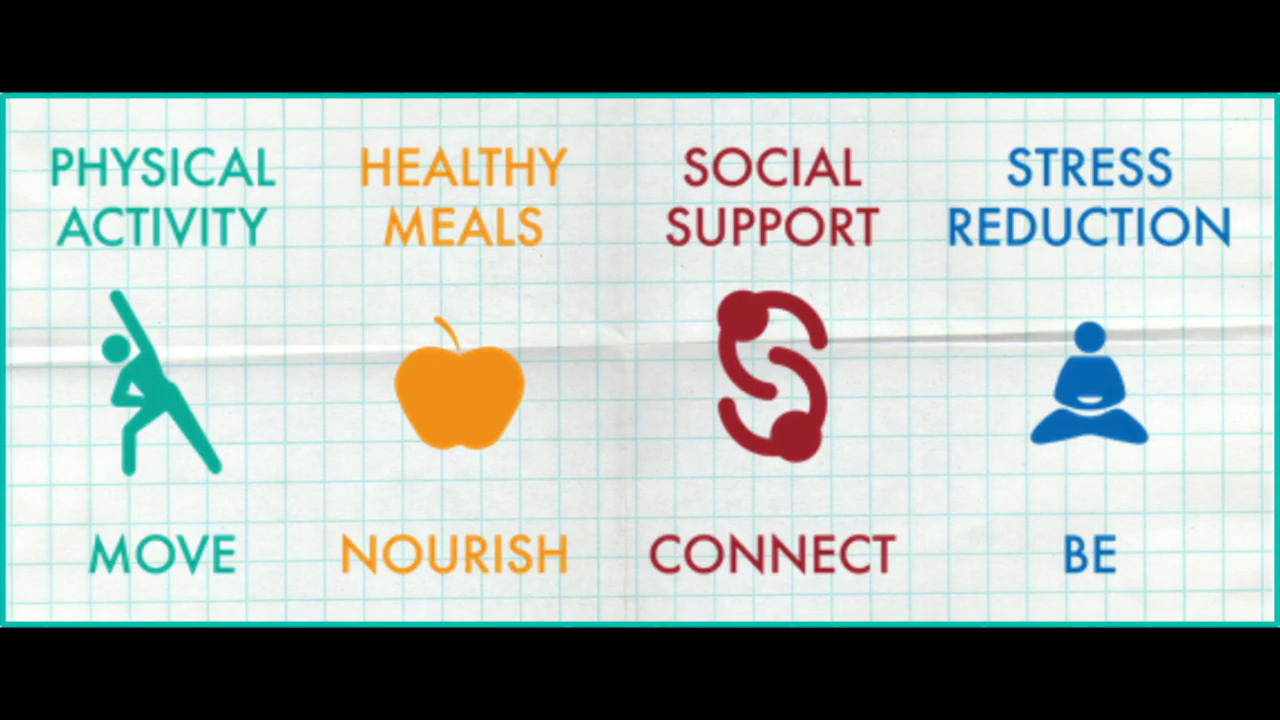 PHYSICAL
ACTIVITY
HEALTHY
MEALS
SOCIAL
SUPPORT
STRESS
REDUCTION
MOVE
NOURISH
CONNECT
BE